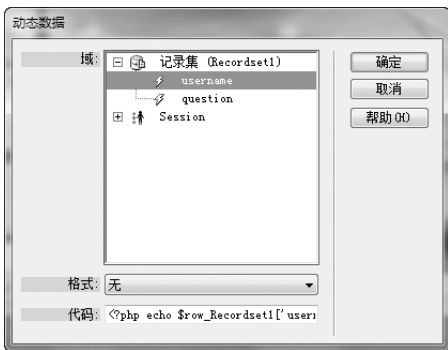 动态数据
域:
记录集 (Recordset1)
username
question
Session
确定
取消
帮助(H)
格式: 无
代码: <?php echo $row_Recordset1['user